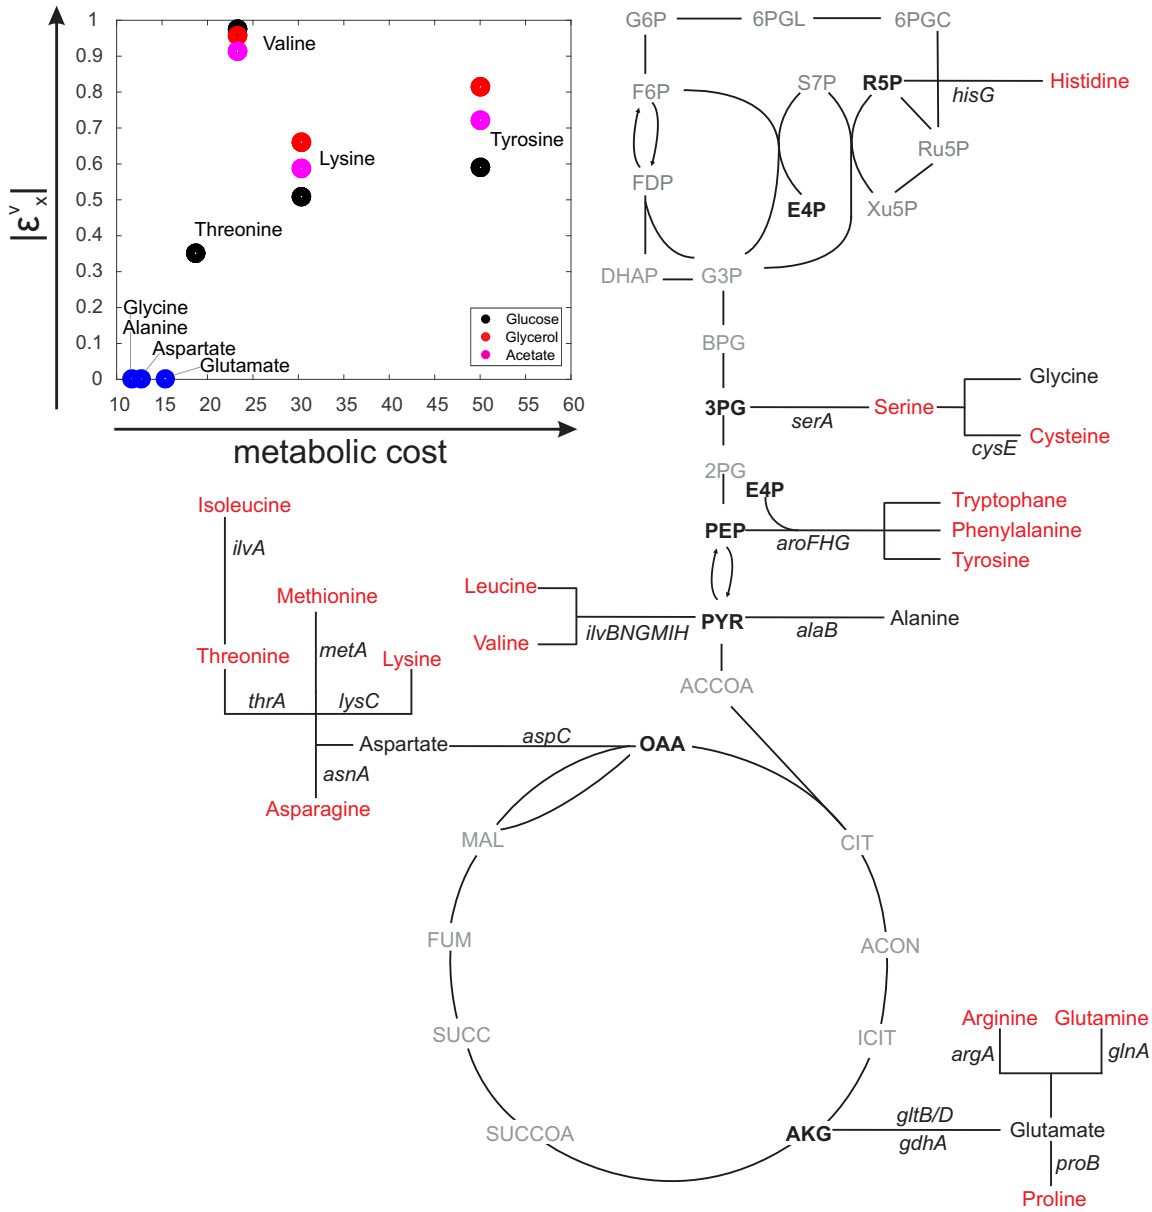 G6P 6PGL 6PGC
1
0.9
0.8
0.7
0.6
0.5
0.4
0.3
0.2
0.1
0
|ε^v_x|
Valine
Lysine
Tyrosine
Threonine
Glycine
Alanine
Aspartate
Glutamate
Glucose
Glycerol
Acetate
10 15 20 25 30 35 40 45 50 55 60
metabolic cost
F6P S7P R5P hisG Histidine
Ru5P
FDP E4P Xu5P
DHAP G3P
BPG
Glycine
3PG serA Serine
cysE Cysteine
2PG
E4P
Tryptophane
PEP aroFHG Phenylalanine
Tyrosine
Isoleucine
ilvA
Methionine
metA
Threonine Lysine
thrA lysC
Aspartate aspC OAA
asnA
Asparagine
Leucine
Valine
ilvBNGMIH PYR alaB Alanine
ACCOA
MAL CIT
FUM ACON
SUCC ICIT
SUCCOA AKG
Arginine Glutamine
argA glnA
gltB/D
gdhA
Glutamate
proB
Proline